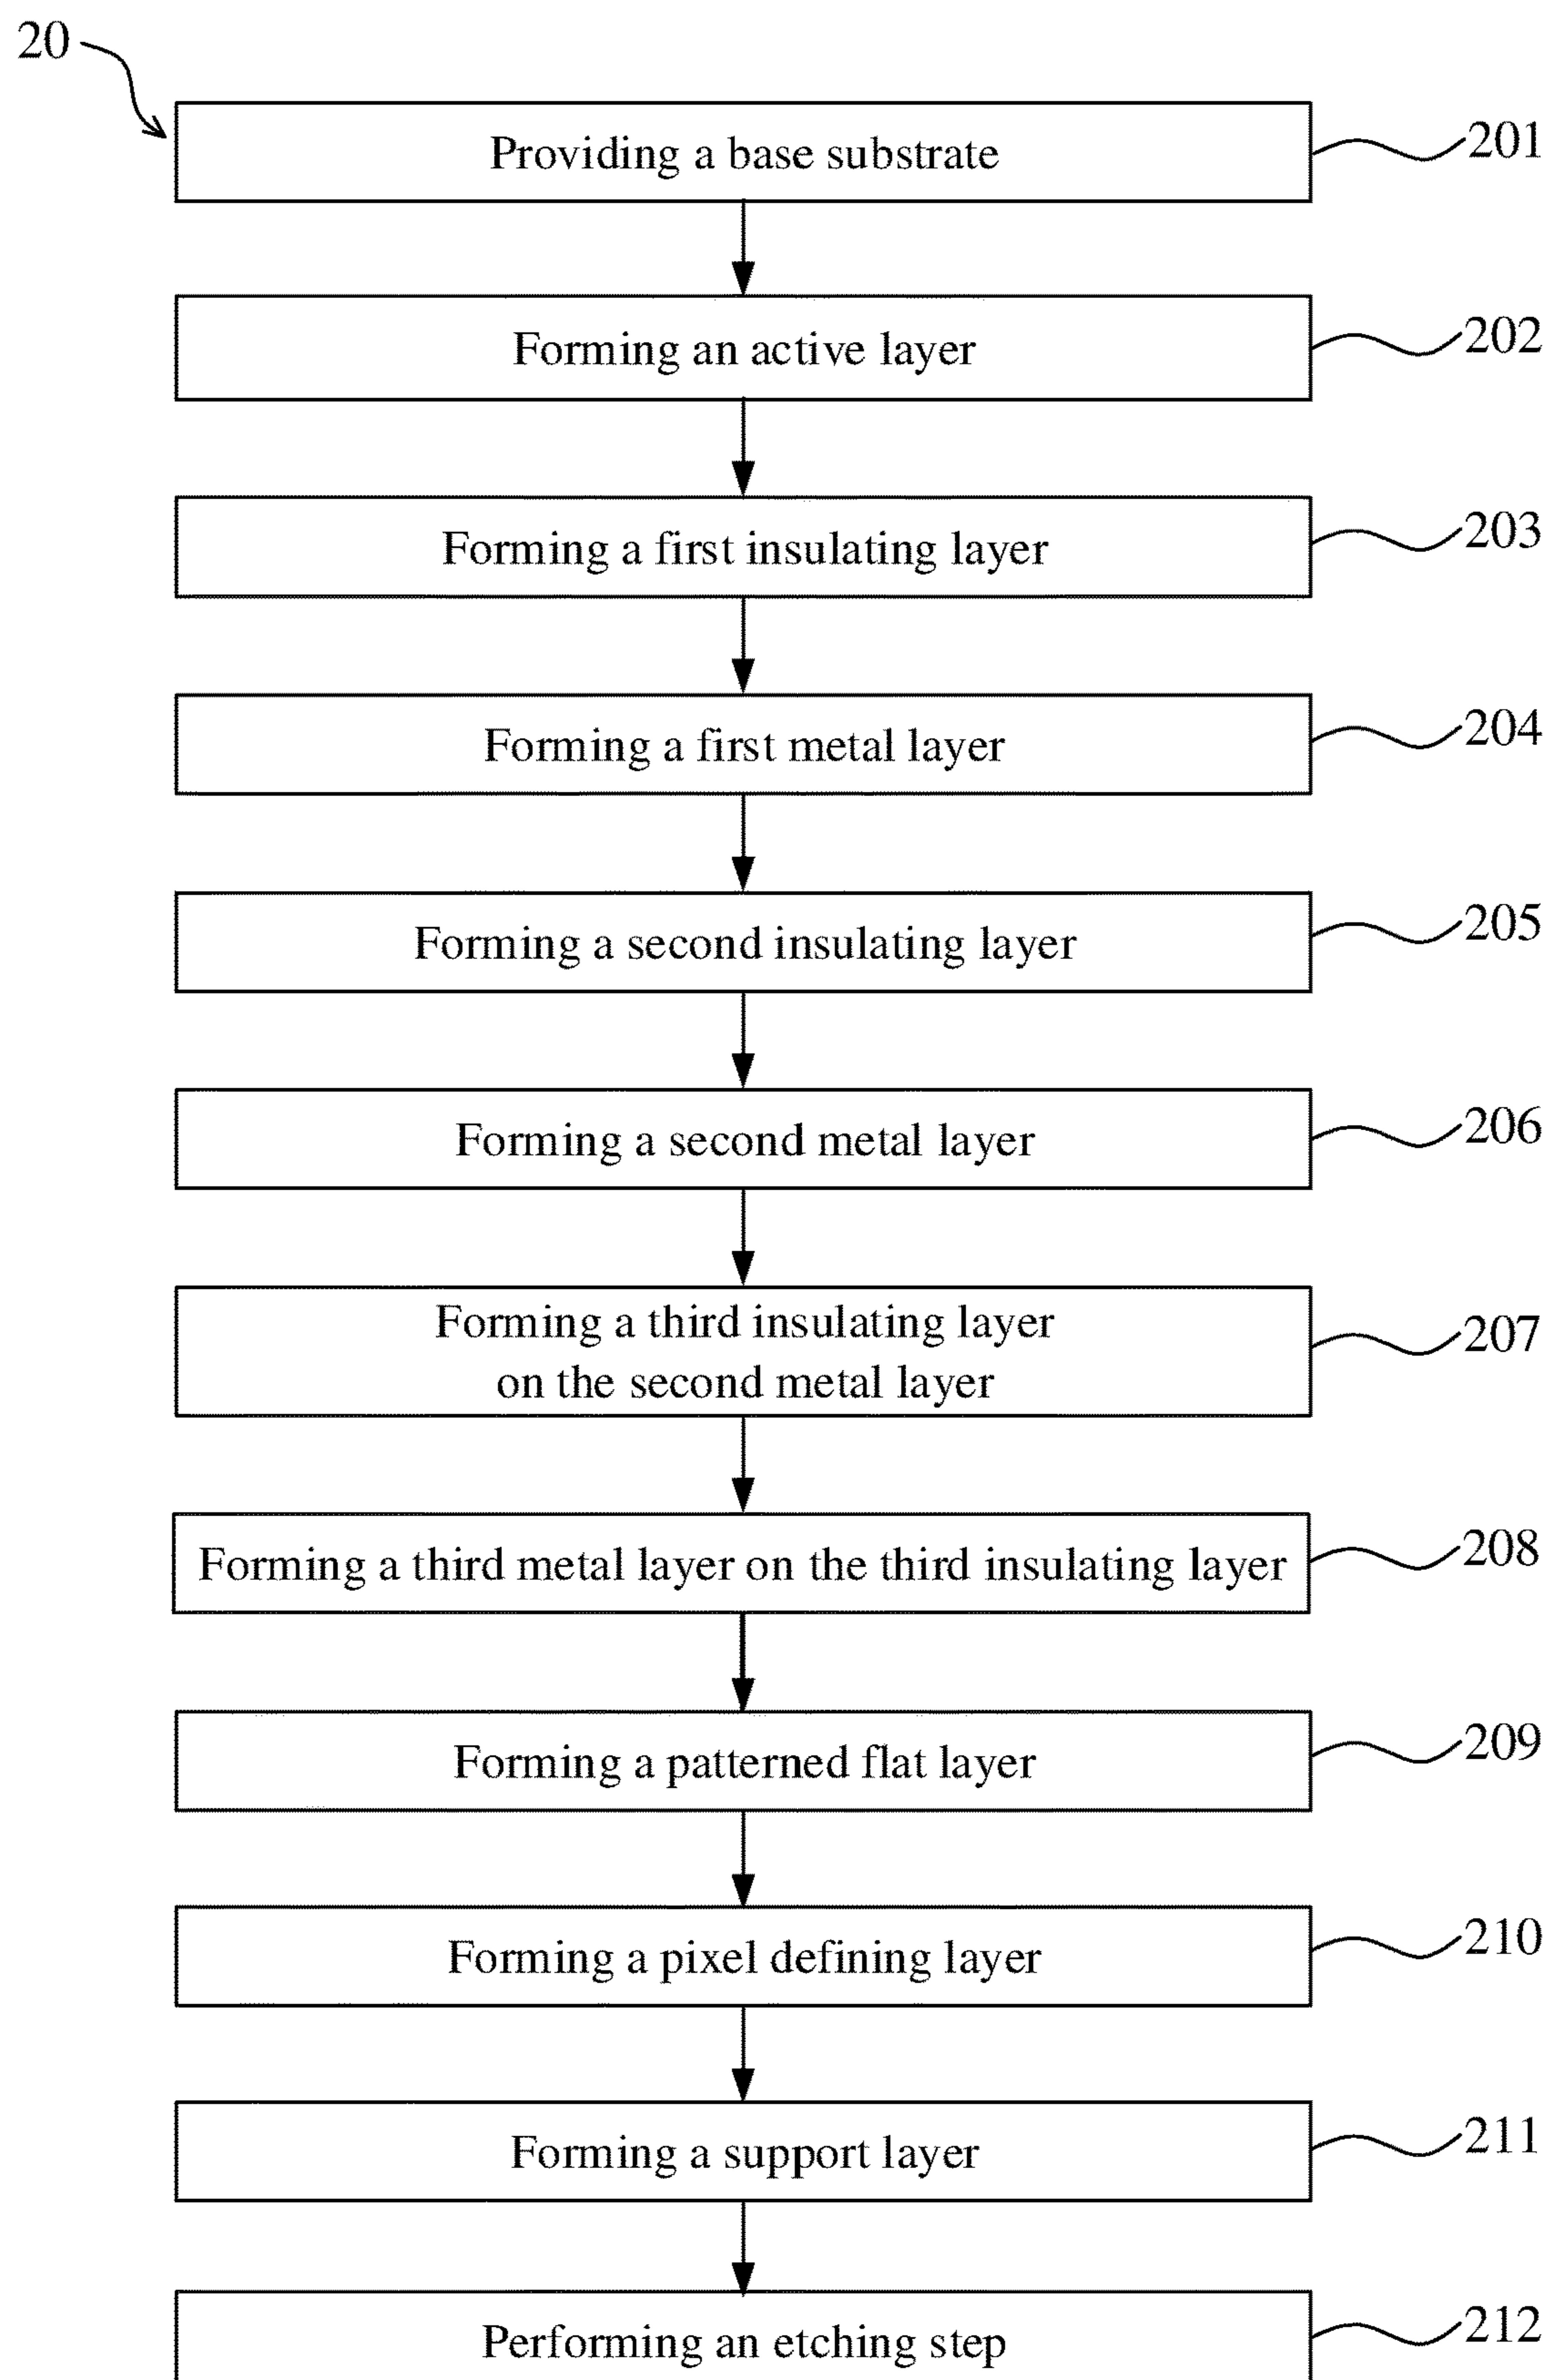 20
Providing a base substrate
201
Forming an active layer
202
Forming a first insulating layer
203
Forming a first metal layer
204
Forming a second insulating layer
205
Forming a second metal layer
206
Forming a third insulating layer
on the second metal layer
207
Forming a third metal layer on the third insulating layer
208
Forming a patterned flat layer
209
Forming a pixel defining layer
210
Forming a support layer
211
Performing an etching step
212